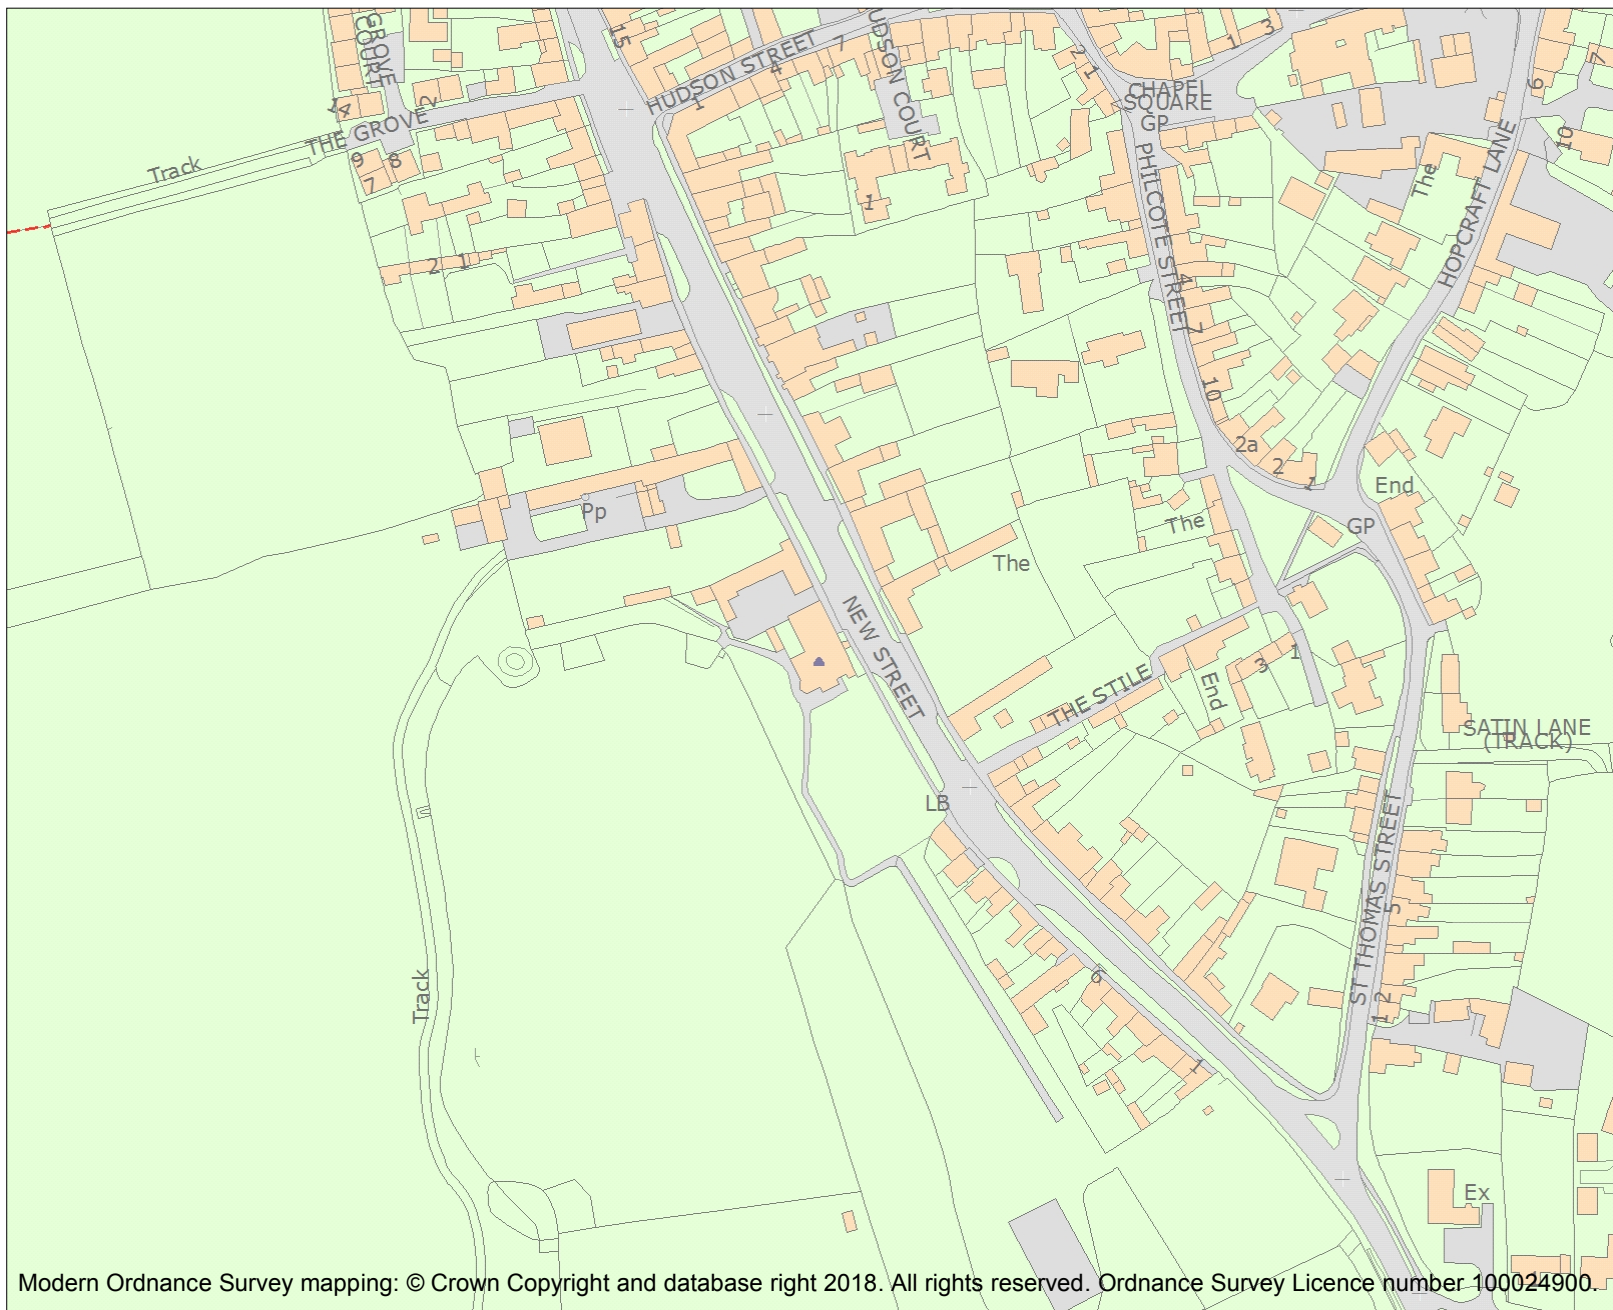 GROVE
COURT
15
HUDSON STREET
7
4
1
HUDSON COURT
2
1
1
3
CHAPEL
SQUARE
GP
6
7
10
14
2
THE GROVE
9
8
7
Track
1
The
HOPCRAFT LANE
PHILCOTE STREET
4
7
2
1
10
2a
2
1
End
GP
Pp
The
The
NEW STREET
THE STILE
End
3
1
SATIN LANE
(TRACK)
LB
ST THOMAS STREET
5
2
1
6
1
Track
Ex
1
Modern Ordnance Survey mapping: © Crown Copyright and database right 2018. All rights reserved. Ordnance Survey Licence number 100024900.